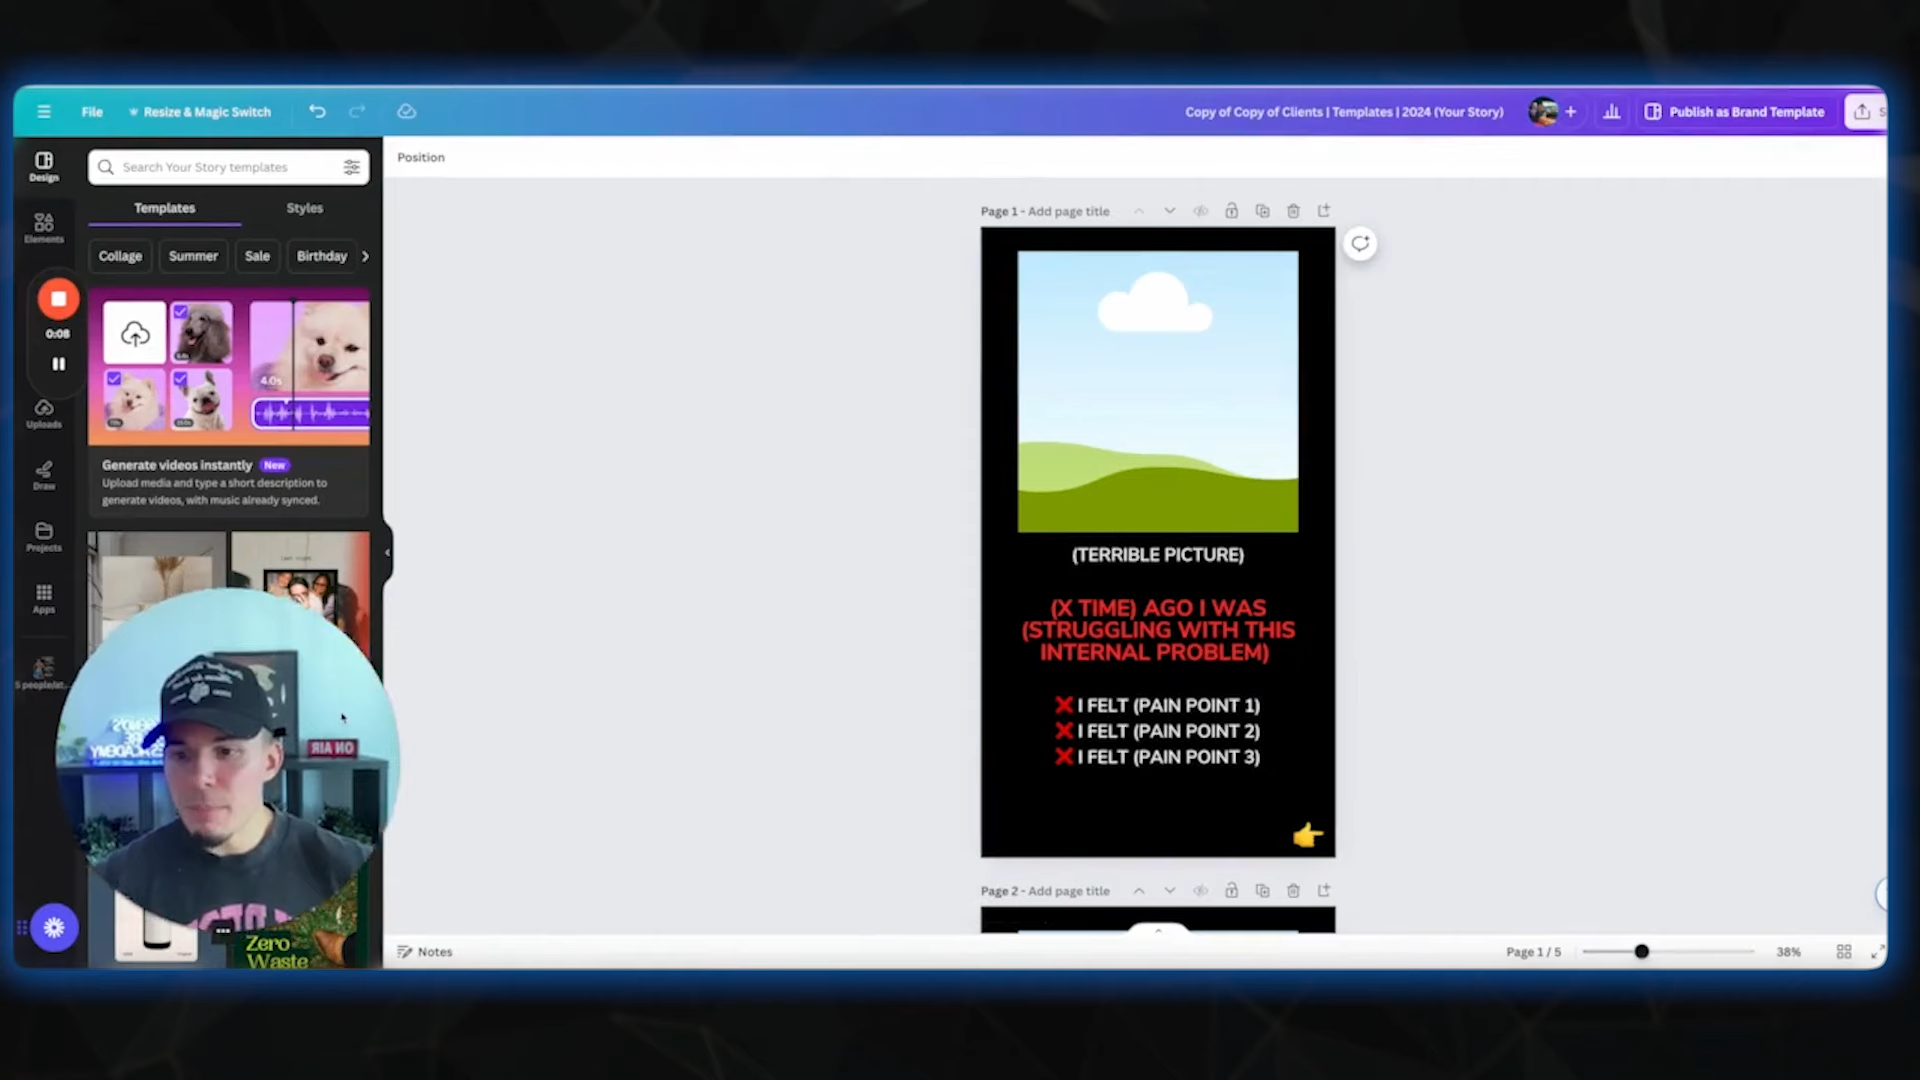 File
Resize & Magic Switch
Copy of Copy of Clients | Templates | 2024 (Your Story)
Publish as Brand Template
Design
Search Your Story templates
Position
Templates
Styles
Elements
Collage
Summer
Sale
Birthday
0:08
4.0s
Uploads
Generate videos instantly
New
Upload media and type a short description to
generate videos, with music already synced.
Draw
Projects
Apps
Page 1 - Add page title
(TERRIBLE PICTURE)
(X TIME) AGO I WAS
(STRUGGLING WITH THIS
INTERNAL PROBLEM)
❌ I FELT (PAIN POINT 1)
❌ I FELT (PAIN POINT 2)
❌ I FELT (PAIN POINT 3)
ON AIR
Zero
Waste
Page 2 - Add page title
Notes
Page 1 / 5
38%